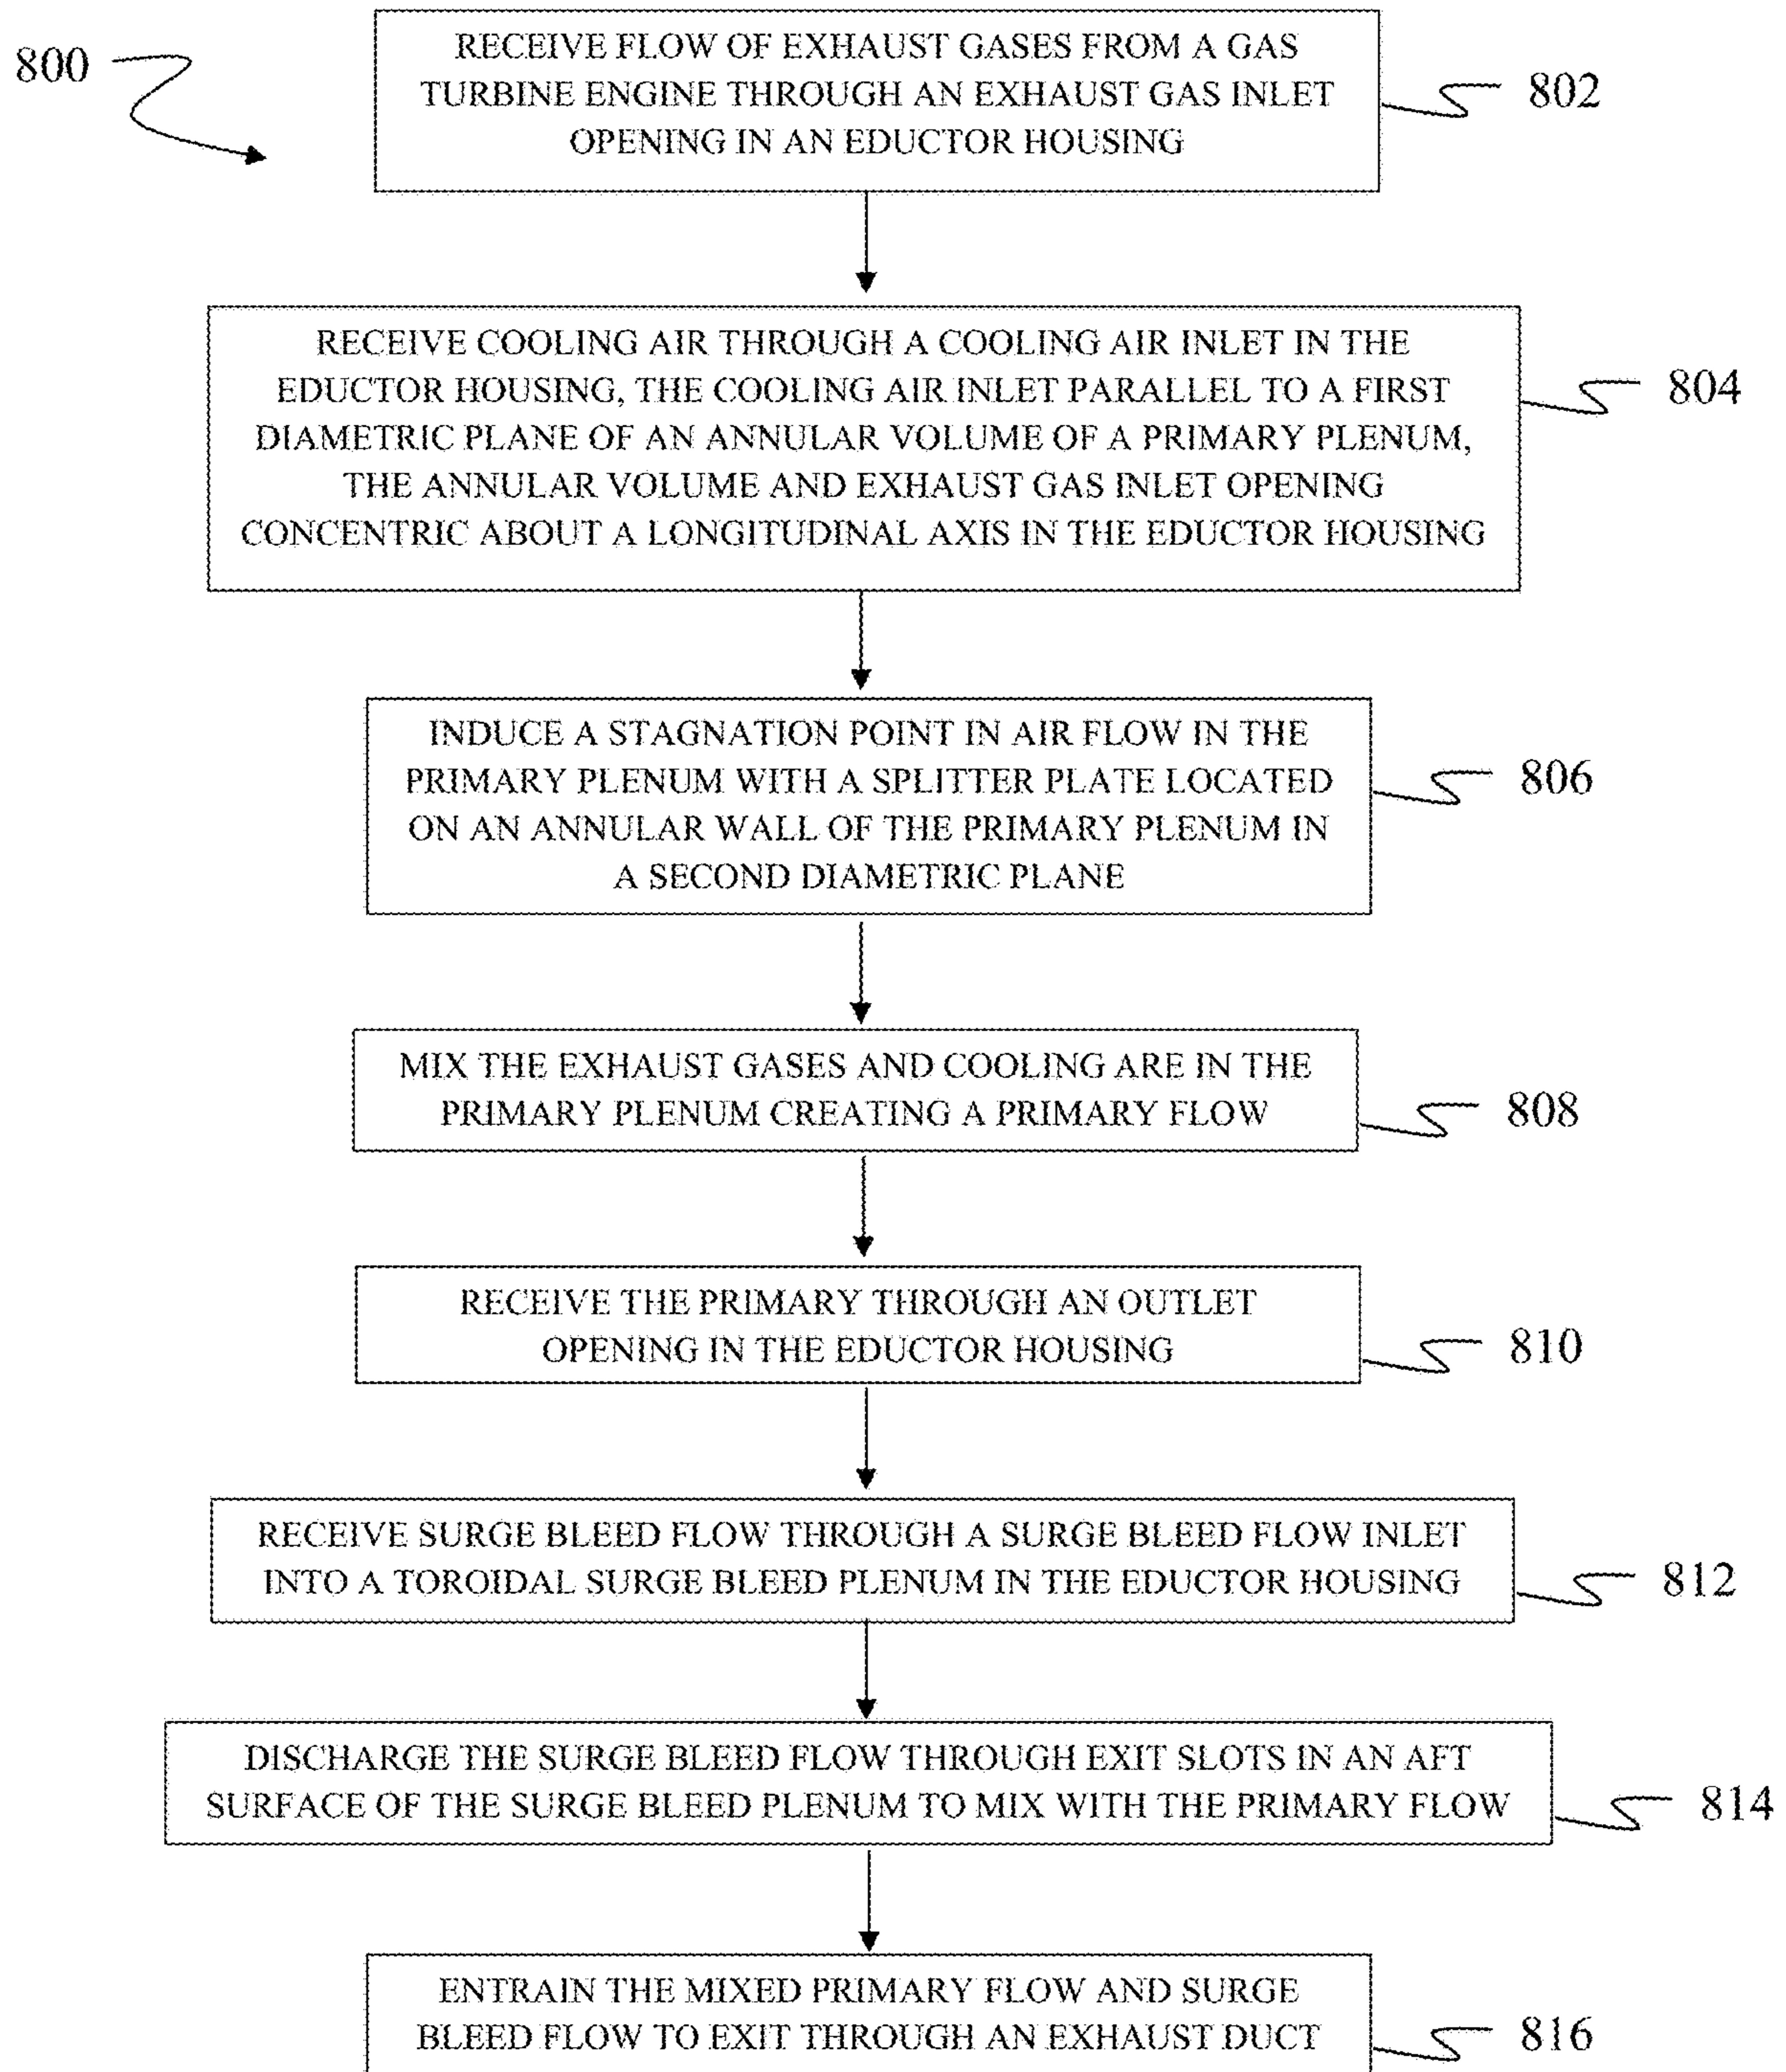 800
RECEIVE FLOW OF EXHAUST GASES FROM A GAS
TURBINE ENGINE THROUGH AN EXHAUST GAS INLET
OPENING IN AN EDUCTOR HOUSING
802
RECEIVE COOLING AIR THROUGH A COOLING AIR INLET IN THE
EDUCTOR HOUSING, THE COOLING AIR INLET PARALLEL TO A FIRST
DIAMETRIC PLANE OF AN ANNULAR VOLUME OF A PRIMARY PLENUM,
THE ANNULAR VOLUME AND EXHAUST GAS INLET OPENING
CONCENTRIC ABOUT A LONGITUDINAL AXIS IN THE EDUCTOR HOUSING
804
INDUCE A STAGNATION POINT IN AIR FLOW IN THE
PRIMARY PLENUM WITH A SPLITTER PLATE LOCATED
ON AN ANNULAR WALL OF THE PRIMARY PLENUM IN
A SECOND DIAMETRIC PLANE
806
MIX THE EXHAUST GASES AND COOLING ARE IN THE
PRIMARY PLENUM CREATING A PRIMARY FLOW
808
RECEIVE THE PRIMARY THROUGH AN OUTLET
OPENING IN THE EDUCTOR HOUSING
810
RECEIVE SURGE BLEED FLOW THROUGH A SURGE BLEED FLOW INLET
INTO A TOROIDAL SURGE BLEED PLENUM IN THE EDUCTOR HOUSING
812
DISCHARGE THE SURGE BLEED FLOW THROUGH EXIT SLOTS IN AN AFT
SURFACE OF THE SURGE BLEED PLENUM TO MIX WITH THE PRIMARY FLOW
814
ENTRAIN THE MIXED PRIMARY FLOW AND SURGE
BLEED FLOW TO EXIT THROUGH AN EXHAUST DUCT
816